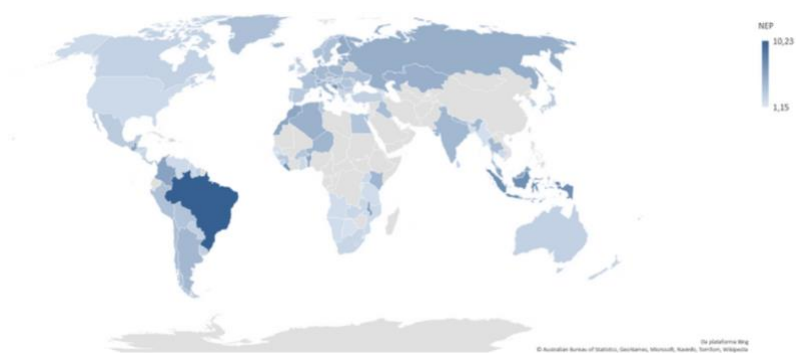 NEP
10,23
1,15
Da plataforma Bing
© Australian Bureau of Statistics, GeoNames, Microsoft, Navinfo, TomTom, Wikipedia